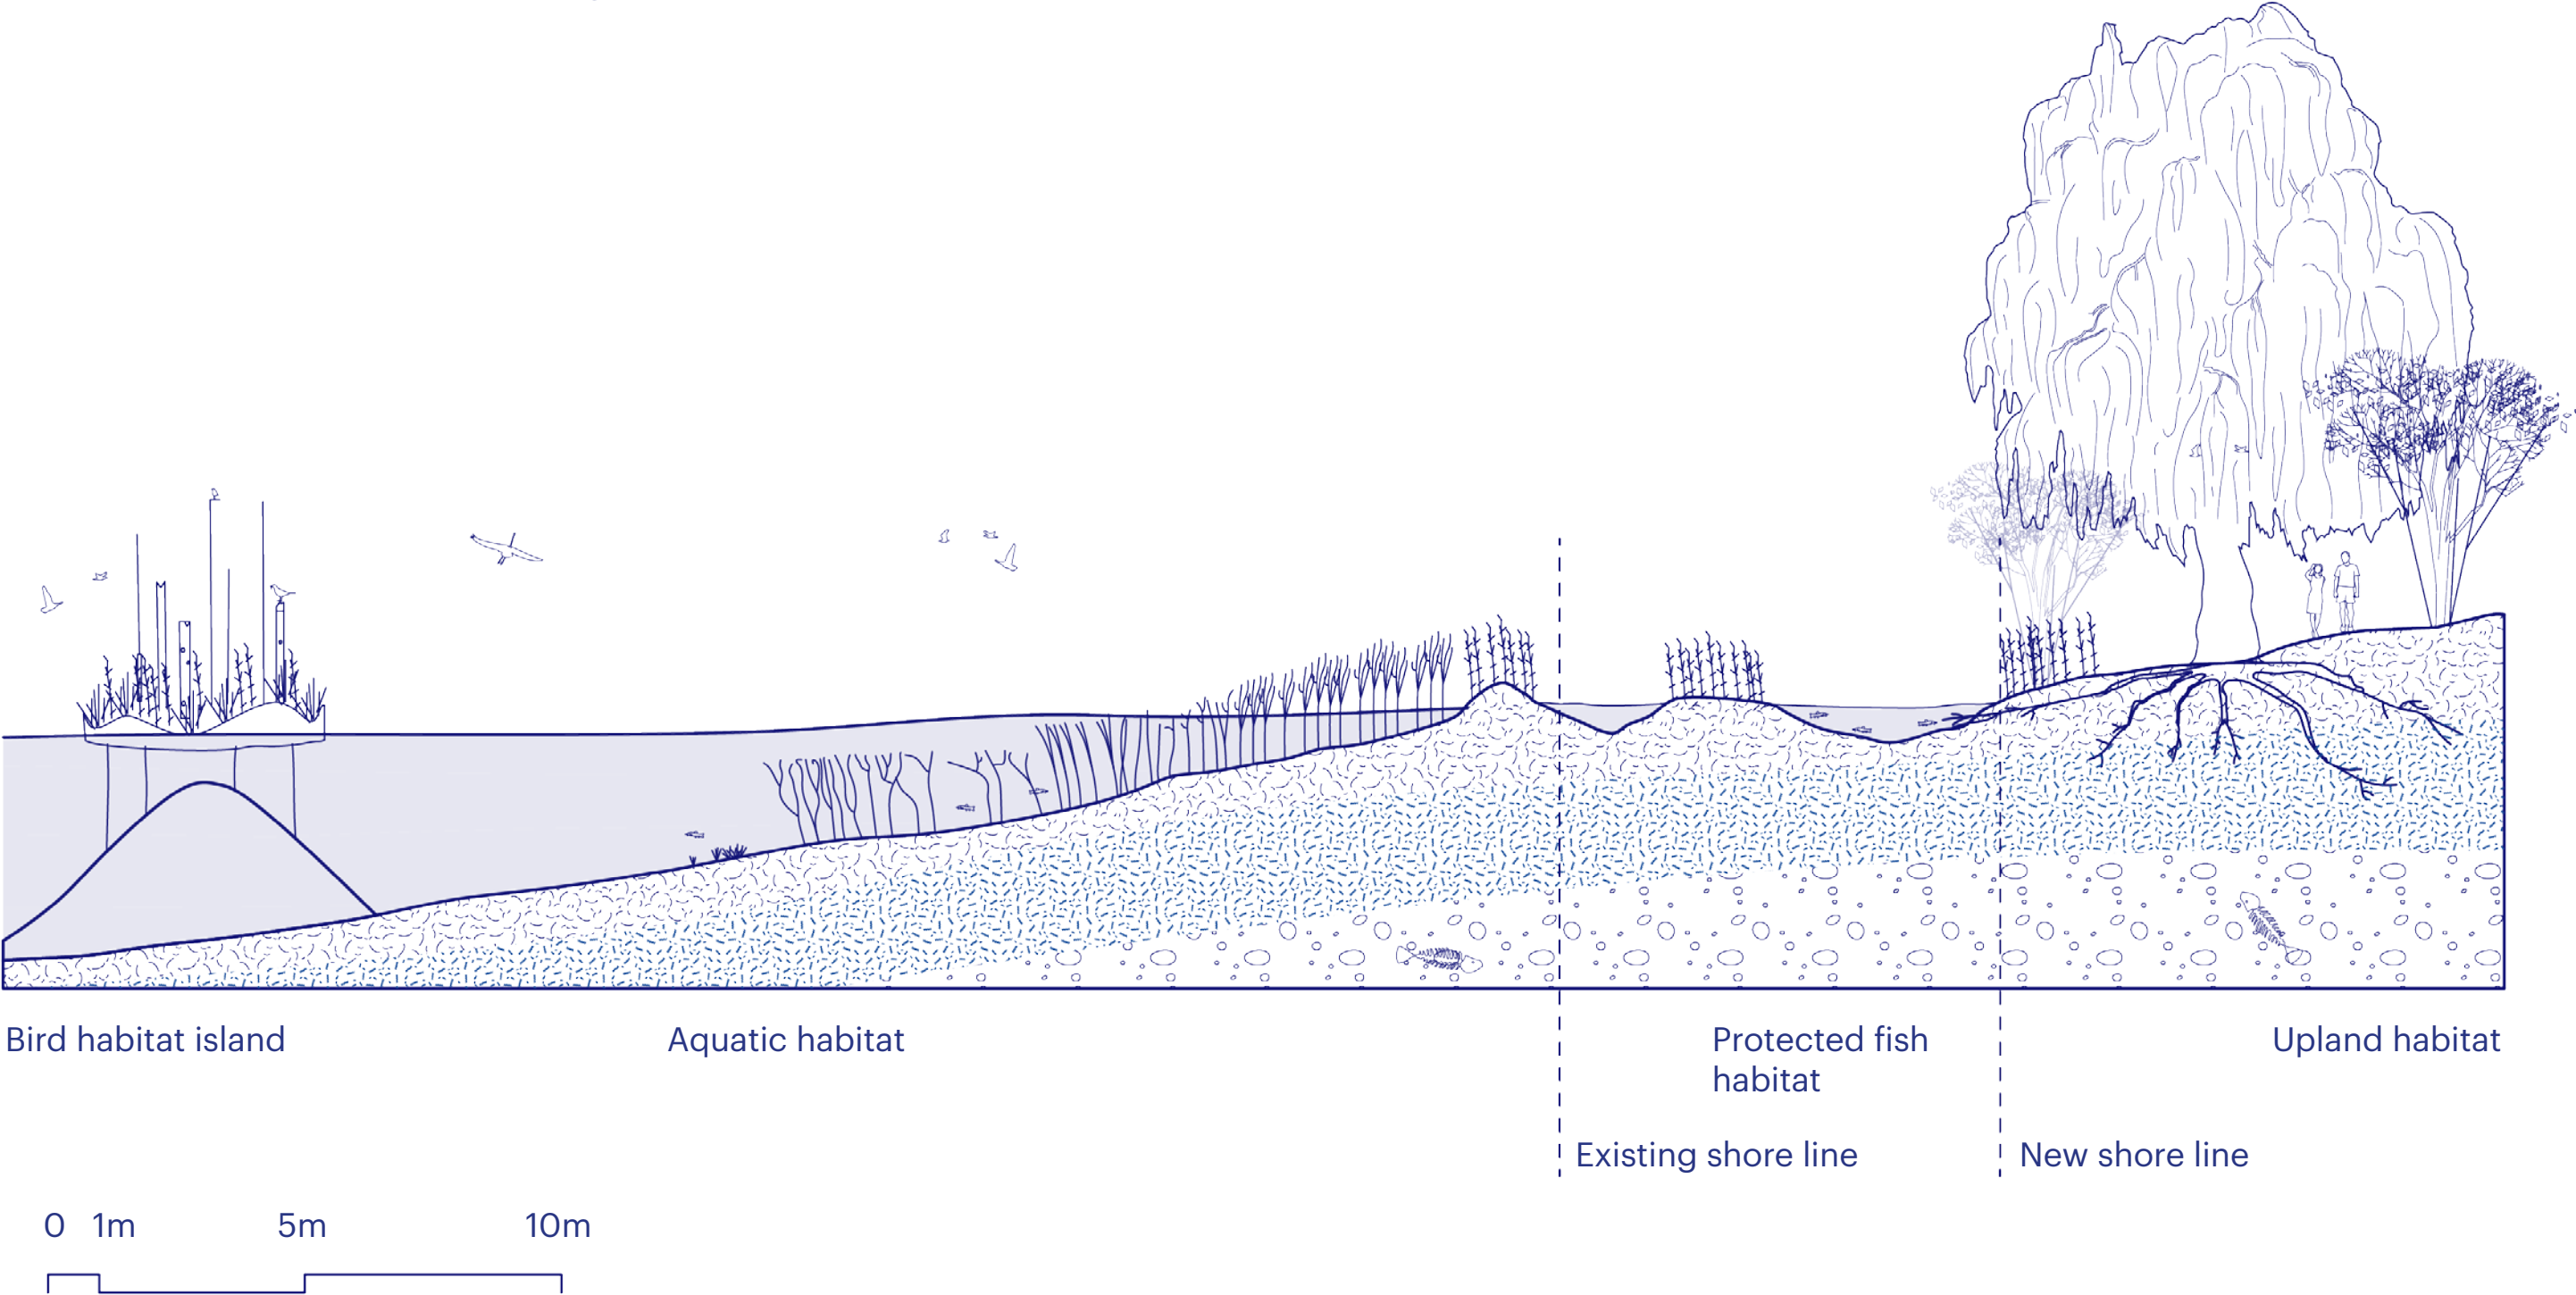 Bird habitat island
Aquatic habitat
Protected fish
habitat
Upland habitat
Existing shore line
New shore line
0 1m 5m 10m